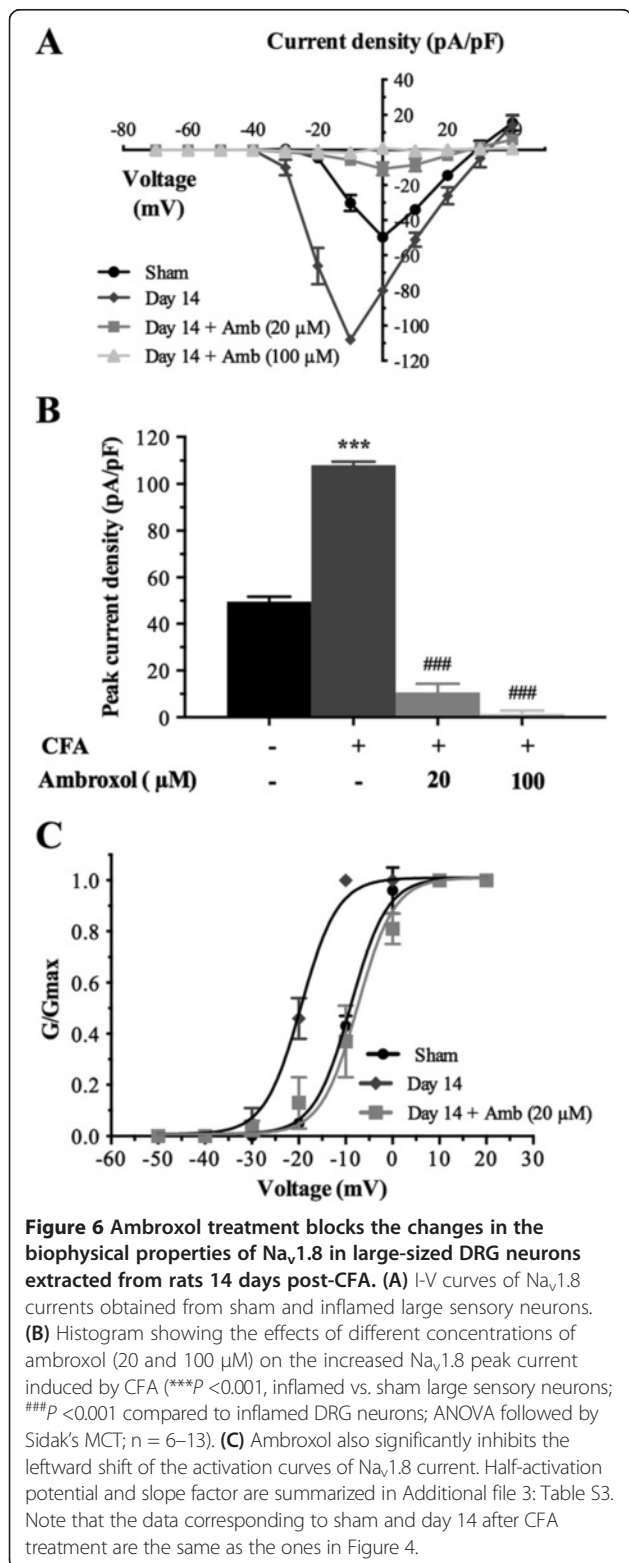 A
Current density (pA/pF)
40
20
-80 -60 -40 -20 20 40
-20
-40
-60
-80
-100
-120
Voltage
(mV)
Sham
Day 14
Day 14 + Amb (20 µM)
Day 14 + Amb (100 µM)
B
Peak current density (pA/pF)
120
100
80
60
40
20
0
***
###
###
CFA - + + +
Ambroxol ( µM) - - 20 100
C
G/Gmax
1.0
0.8
0.6
0.4
0.2
0.0
Sham
Day 14
Day 14 + Amb (20 µM)
-60 -50 -40 -30 -20 -10 0 10 20 30
Voltage (mV)
Figure 6 Ambroxol treatment blocks the changes in the
biophysical properties of Nav1.8 in large-sized DRG neurons
extracted from rats 14 days post-CFA. (A) I-V curves of Nav1.8
currents obtained from sham and inflamed large sensory neurons.
(B) Histogram showing the effects of different concentrations of
ambroxol (20 and 100 µM) on the increased Nav1.8 peak current
induced by CFA (***P <0.001, inflamed vs. sham large sensory neurons;
###P <0.001 compared to inflamed DRG neurons; ANOVA followed by
Sidak's MCT; n = 6–13). (C) Ambroxol also significantly inhibits the
leftward shift of the activation curves of Nav1.8 current. Half-activation
potential and slope factor are summarized in Additional file 3: Table S3.
Note that the data corresponding to sham and day 14 after CFA
treatment are the same as the ones in Figure 4.